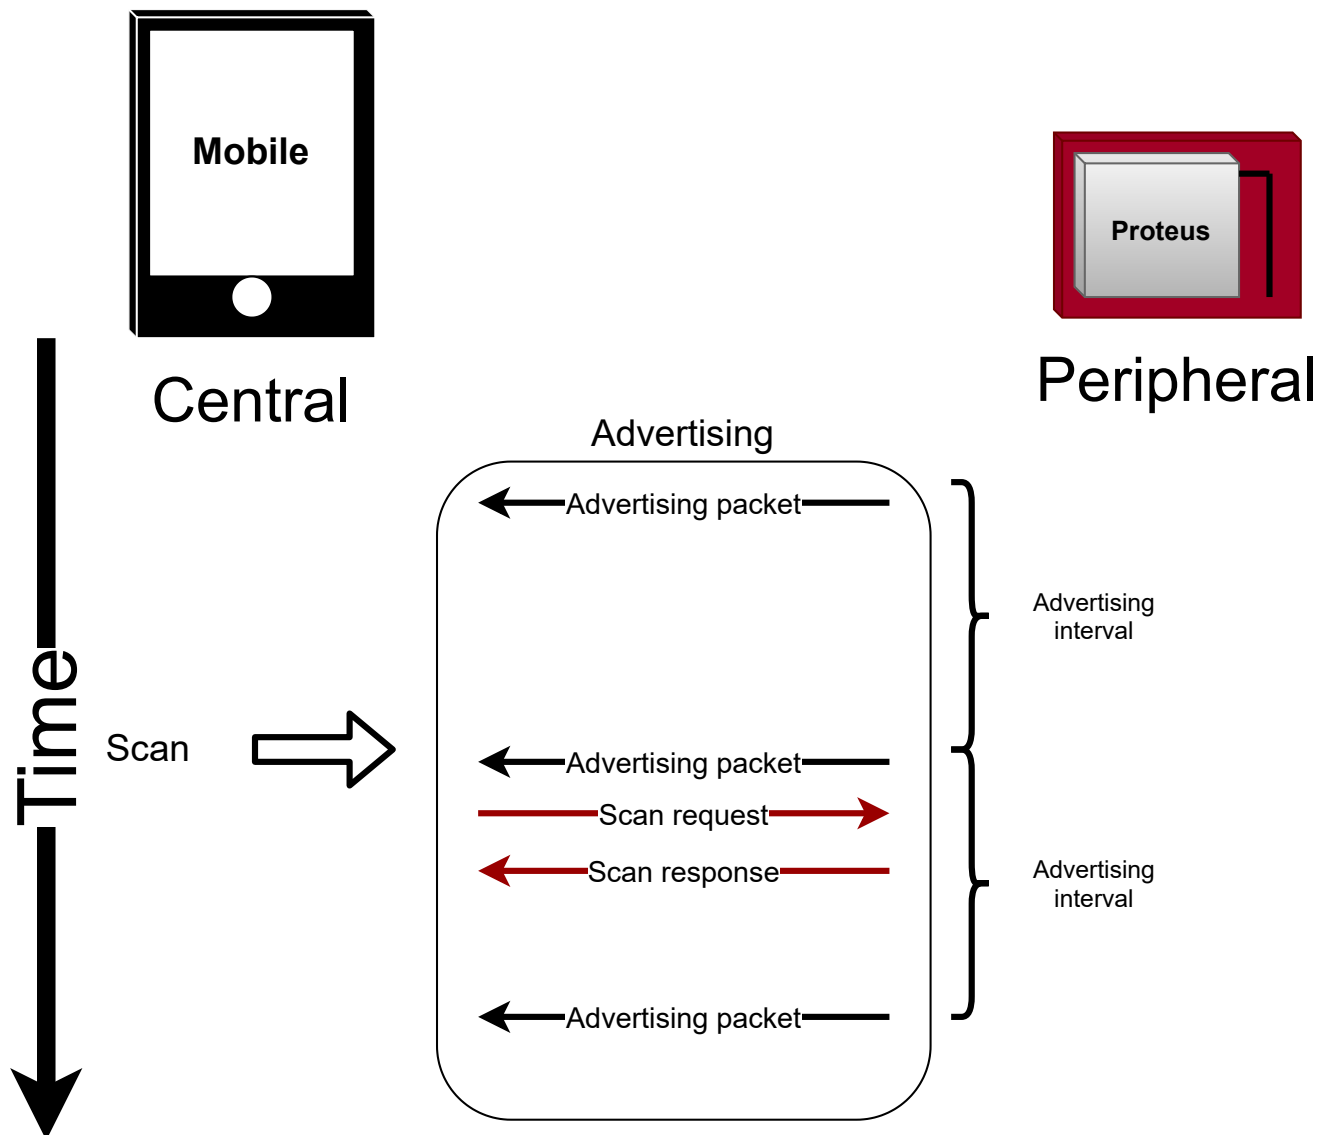 Mobile
Proteus
Central
Peripheral
Advertising
Advertising packet
Advertising
interval
Time
Scan
Advertising packet
Scan request
Scan response
Advertising
interval
Advertising packet